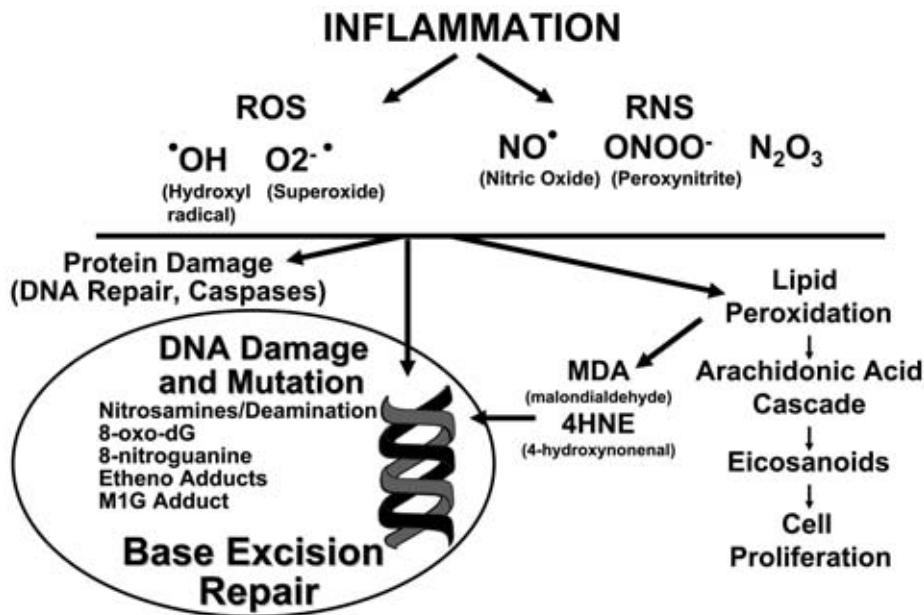 INFLAMMATION
ROS
•OH O2-•
(Hydroxyl radical) (Superoxide)
RNS
NO• ONOO- N2O3
(Nitric Oxide) (Peroxynitrite)
Protein Damage
(DNA Repair, Caspases)
DNA Damage
and Mutation
Nitrosamines/Deamination
8-oxo-dG
8-nitroguanine
Etheno Adducts
M1G Adduct
Base Excision
Repair
MDA
(malondialdehyde)
4HNE
(4-hydroxynonenal)
Lipid
Peroxidation
Arachidonic Acid
Cascade
Eicosanoids
Cell
Proliferation